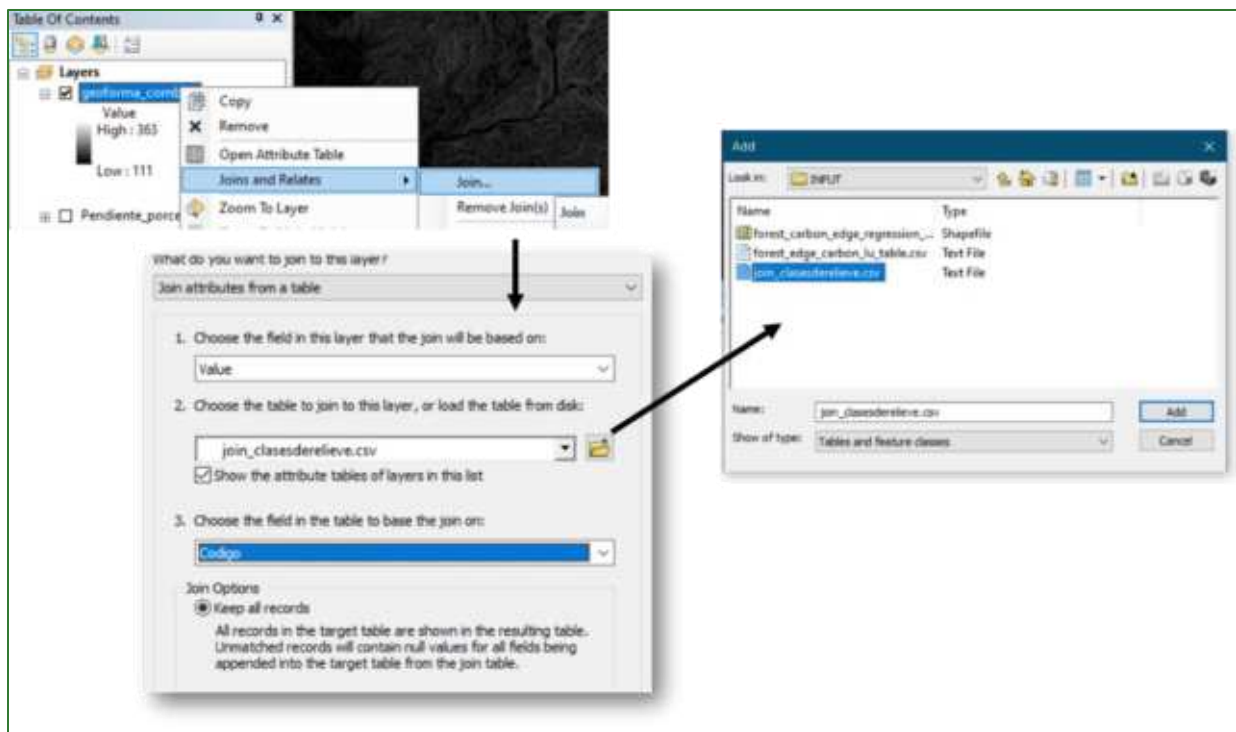 Table Of Contents
Layers
geoforma_comb
Value
High : 363
Low : 111
Pendiente_porce
Copy
Remove
Open Attribute Table
Joins and Relates
Zoom To Layer
Join...
Remove Join(s)
Join
What do you want to join to this layer?
Join attributes from a table
1. Choose the field in this layer that the join will be based on:
Value
2. Choose the table to join to this layer, or load the table from disk:
join_clasesderelieve.csv
Show the attribute tables of layers in this list
3. Choose the field in the table to base the join on:
Codigo
Join Options
Keep all records
All records in the target table are shown in the resulting table.
Unmatched records will contain null values for all fields being
appended into the target table from the join table.
Add
Look in: INPUT
Name Type
forest_carbon_edge_regression_... Shapefile
forest_edge_carbon_lu_table.csv Text File
join_clasesderelieve.csv Text File
Name: join_clasesderelieve.csv Add
Show of type: Tables and feature classes Cancel